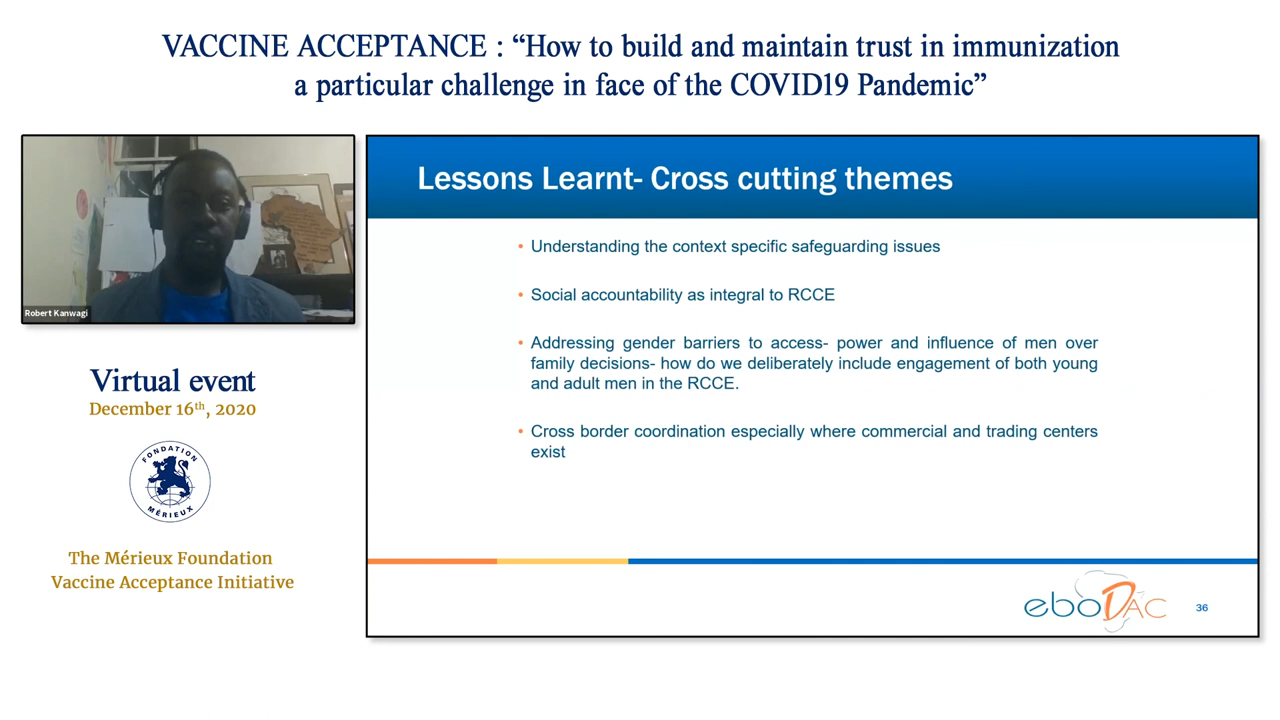 VACCINE ACCEPTANCE : “How to build and maintain trust in immunization
a particular challenge in face of the COVID19 Pandemic”
Robert Kanwagi
Virtual event
December 16th, 2020
FONDATION
MÉRIEUX
The Mérieux Foundation
Vaccine Acceptance Initiative
Lessons Learnt- Cross cutting themes
• Understanding the context specific safeguarding issues
• Social accountability as integral to RCCE
• Addressing gender barriers to access- power and influence of men over
family decisions- how do we deliberately include engagement of both young
and adult men in the RCCE.
• Cross border coordination especially where commercial and trading centers
exist
eboDAC
36